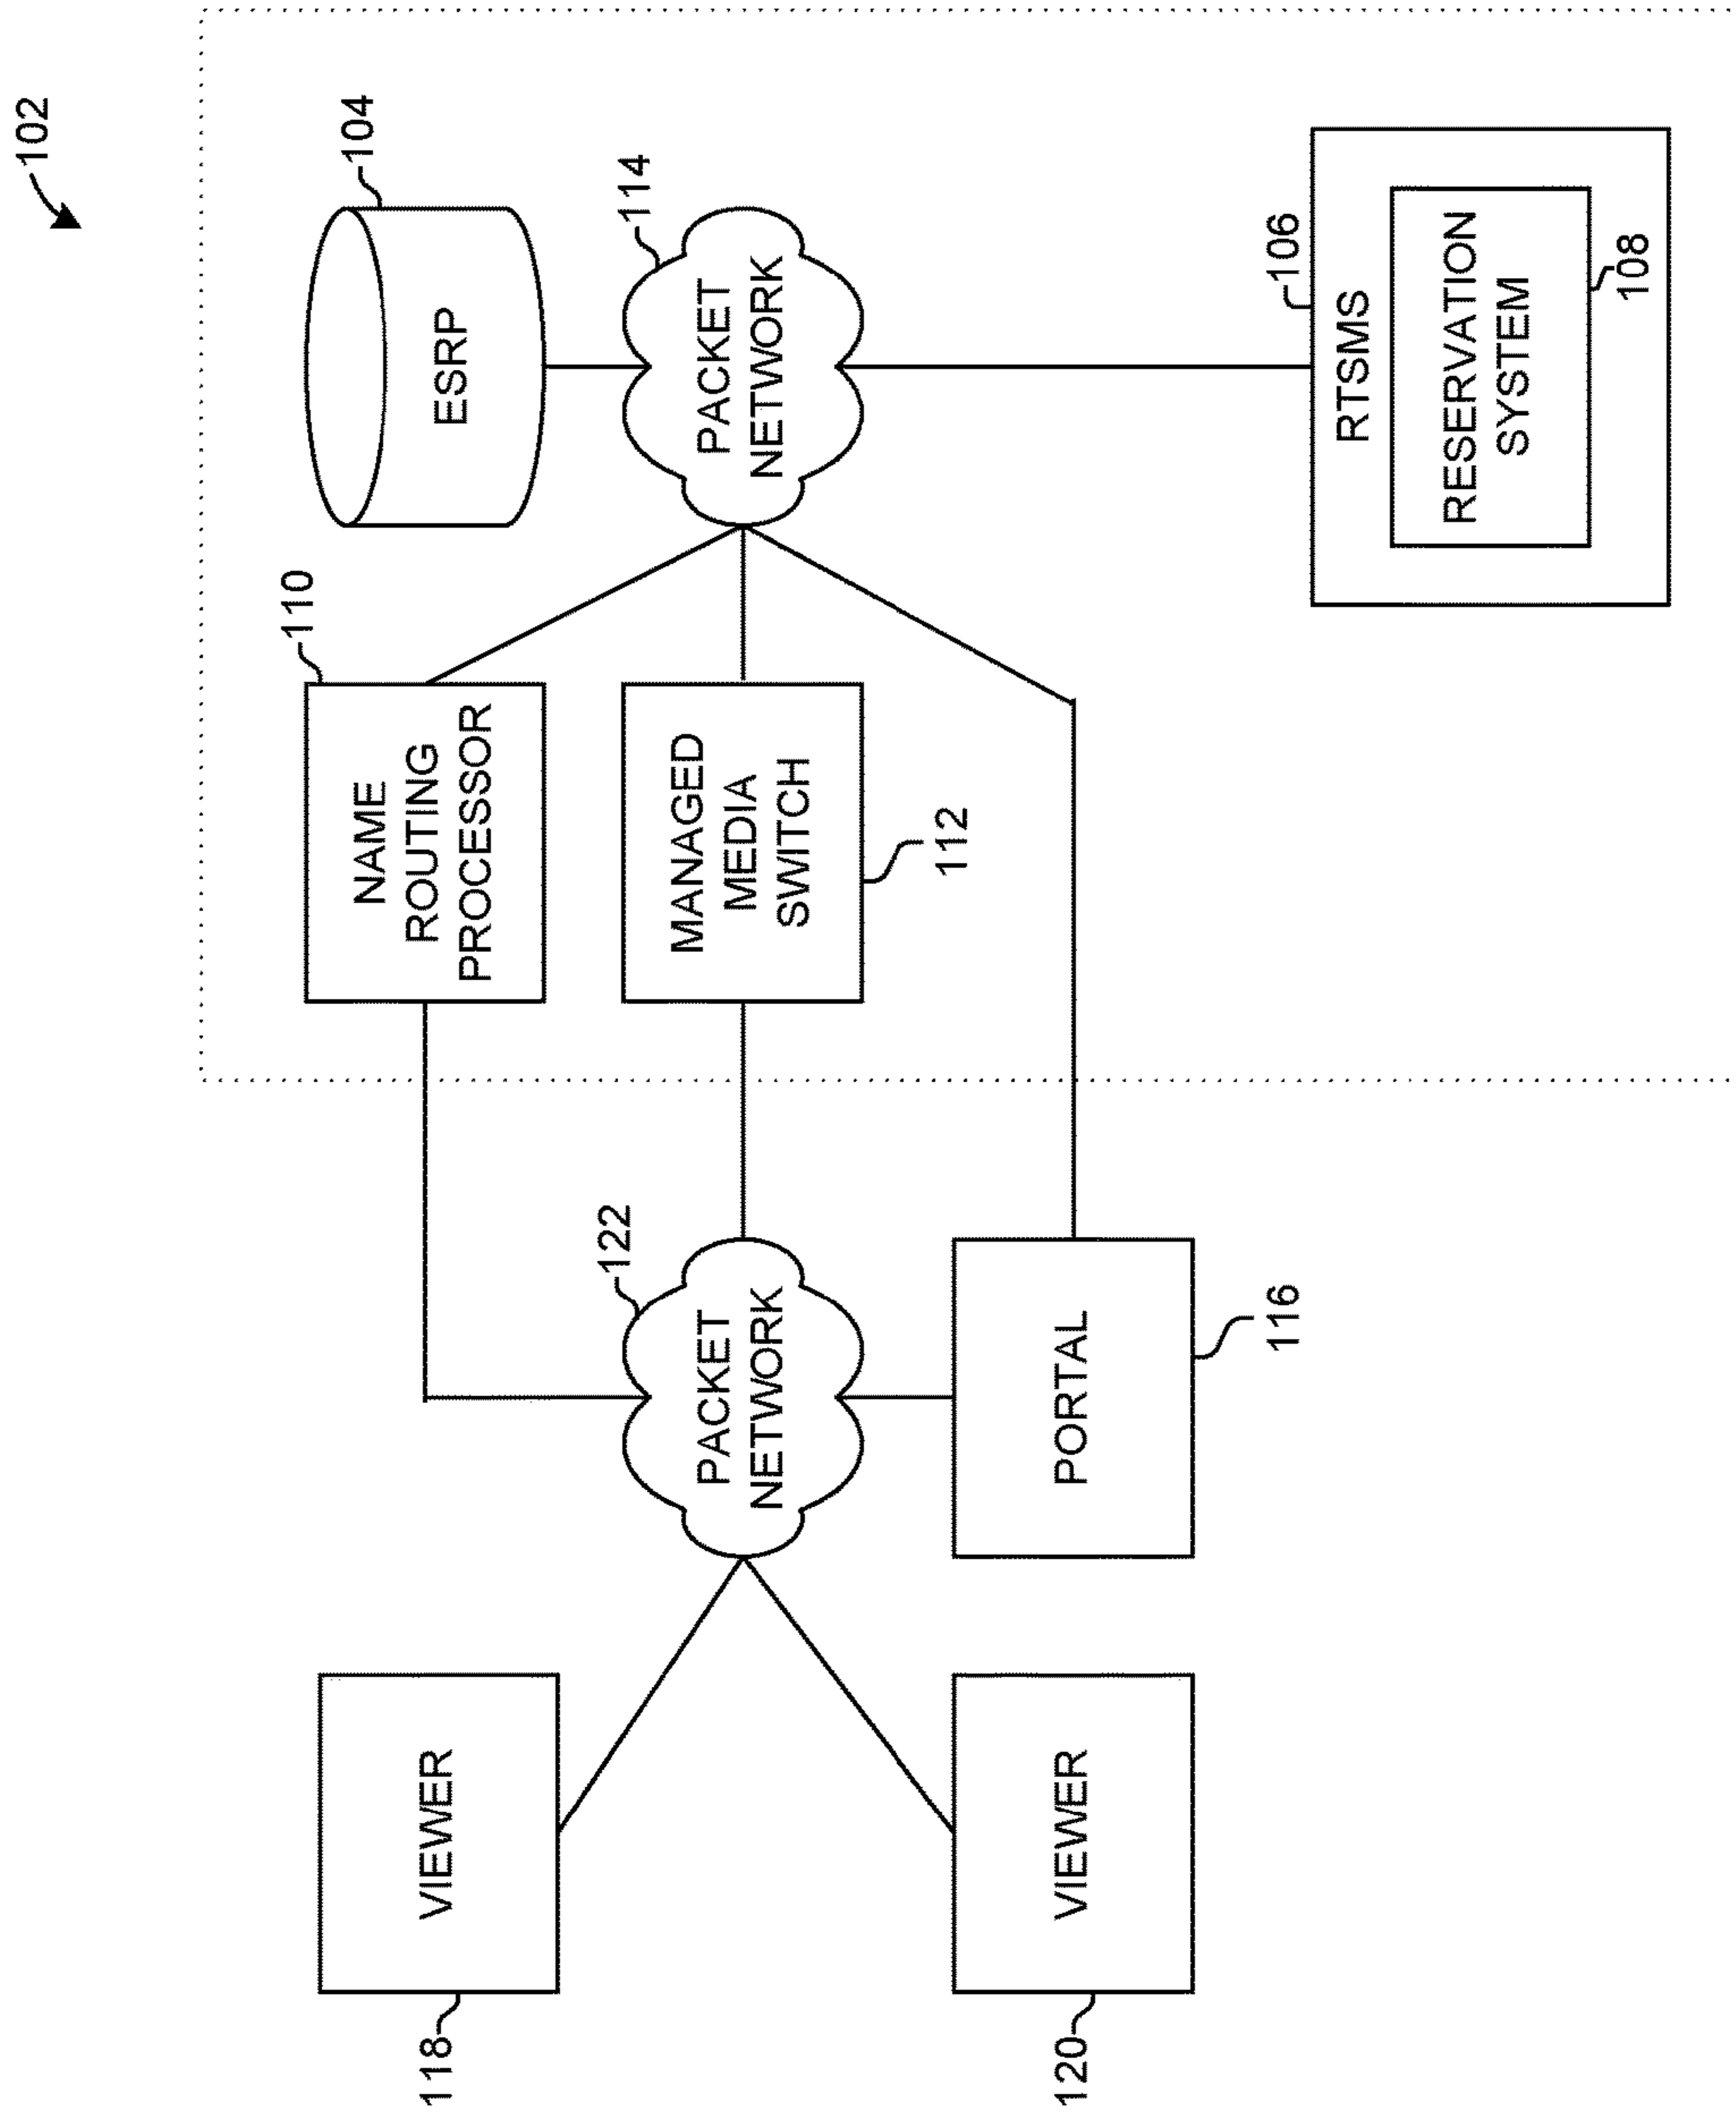 102
104
ESRP
114
PACKET
NETWORK
106
RTSMS
RESERVATION
SYSTEM
108
110
NAME
ROUTING
PROCESSOR
MANAGED
MEDIA
SWITCH
112
122
PACKET
NETWORK
PORTAL
116
VIEWER
118
VIEWER
120